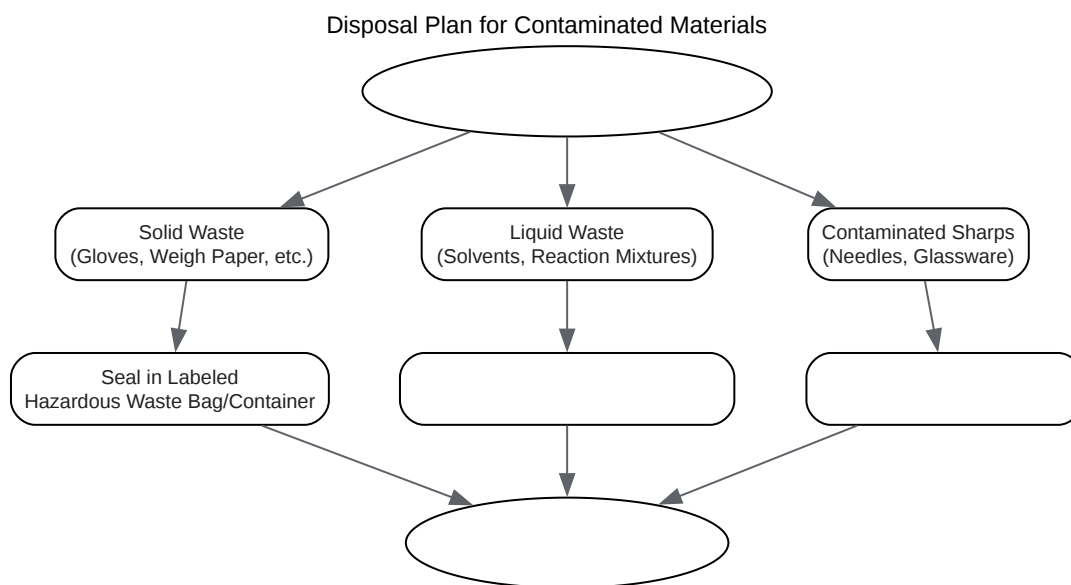 Disposal Plan for Contaminated Materials
Solid Waste
(Gloves, Weigh Paper, etc.)
Liquid Waste
(Solvents, Reaction Mixtures)
Contaminated Sharps
(Needles, Glassware)
Seal in Labeled
Hazardous Waste Bag/Container